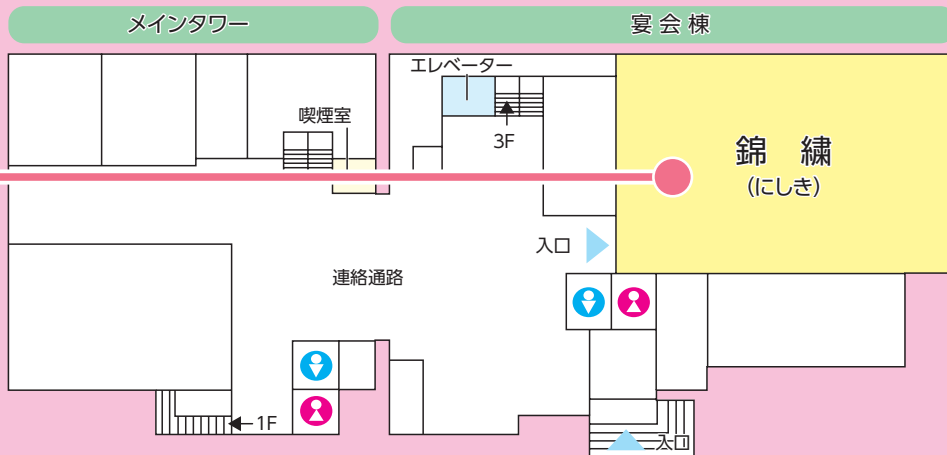 メインタワー
宴会棟
エレベーター
喫煙室
3F
錦 繍
(にしき)
入口
連絡通路
1F
入口